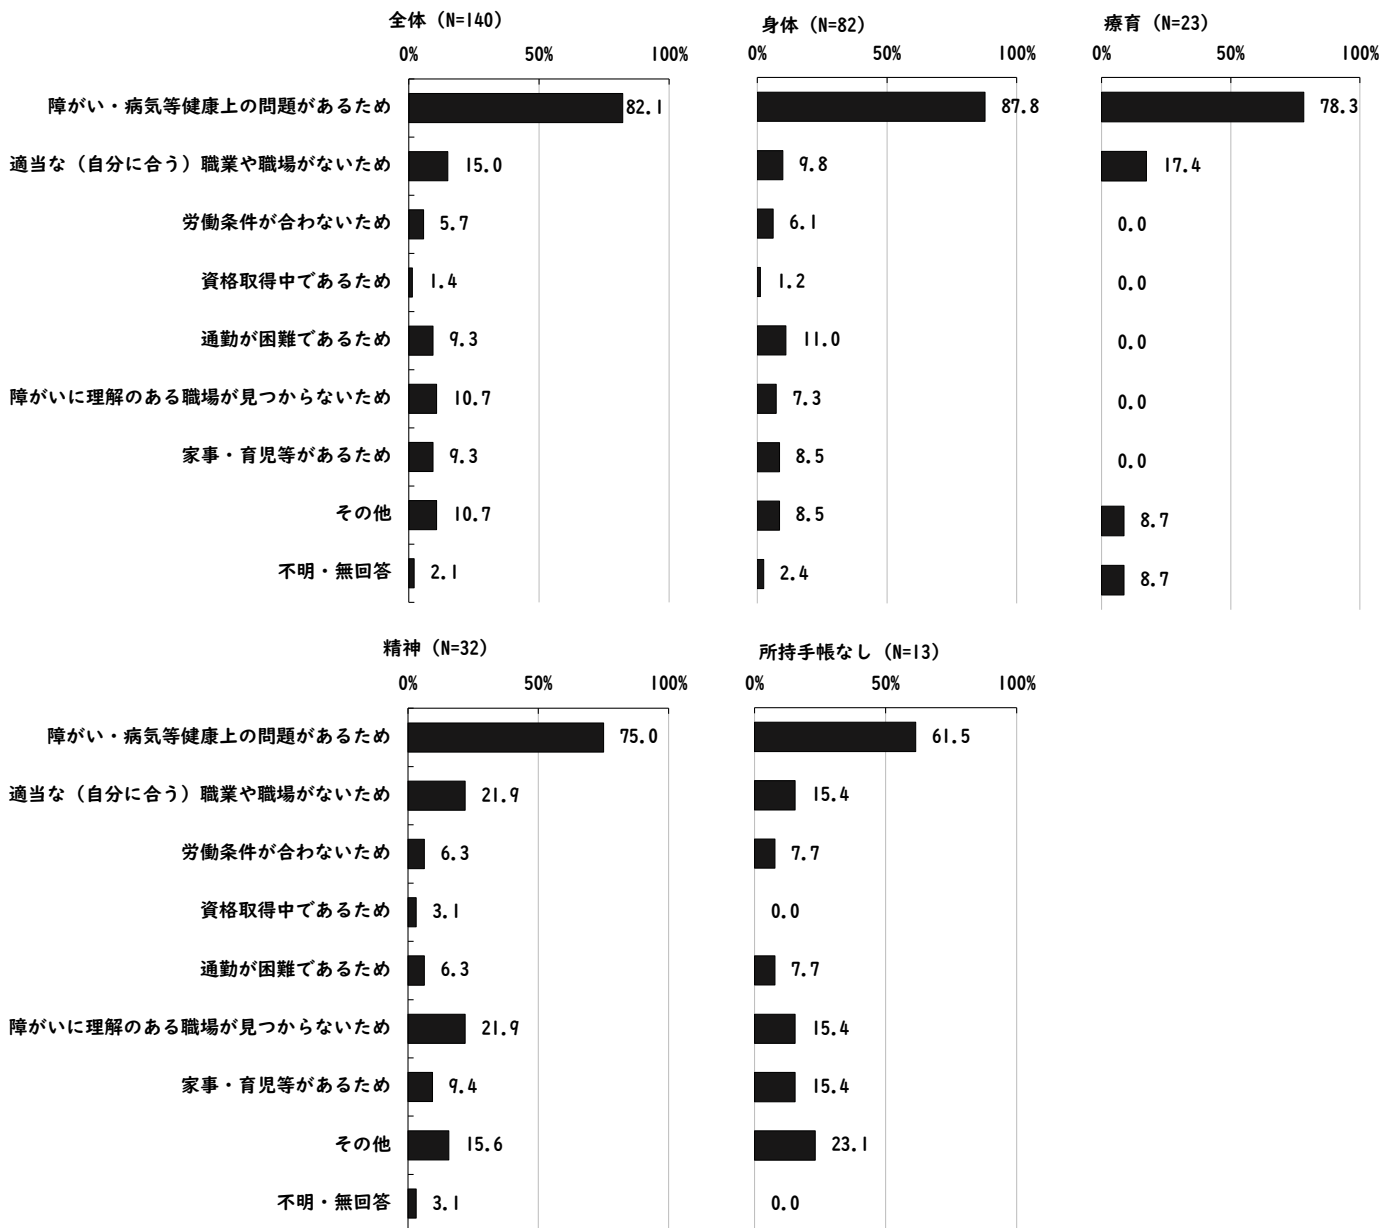 全体（N=140）
0% 50% 100%
障がい・病気等健康上の問題があるため 82.1
適当な（自分に合う）職業や職場がないため 15.0
労働条件が合わないため 5.7
資格取得中であるため 1.4
通勤が困難であるため 9.3
障がいに理解のある職場が見つからないため 10.7
家事・育児等があるため 9.3
その他 10.7
不明・無回答 2.1
身体（N=82）
0% 50% 100%
87.8
9.8
6.1
1.2
11.0
7.3
8.5
8.5
2.4
療育（N=23）
0% 50% 100%
78.3
17.4
0.0
0.0
0.0
0.0
0.0
8.7
8.7
精神（N=32）
0% 50% 100%
障がい・病気等健康上の問題があるため 75.0
適当な（自分に合う）職業や職場がないため 21.9
労働条件が合わないため 6.3
資格取得中であるため 3.1
通勤が困難であるため 6.3
障がいに理解のある職場が見つからないため 21.9
家事・育児等があるため 9.4
その他 15.6
不明・無回答 3.1
所持手帳なし（N=13）
0% 50% 100%
61.5
15.4
7.7
0.0
7.7
15.4
15.4
23.1
0.0